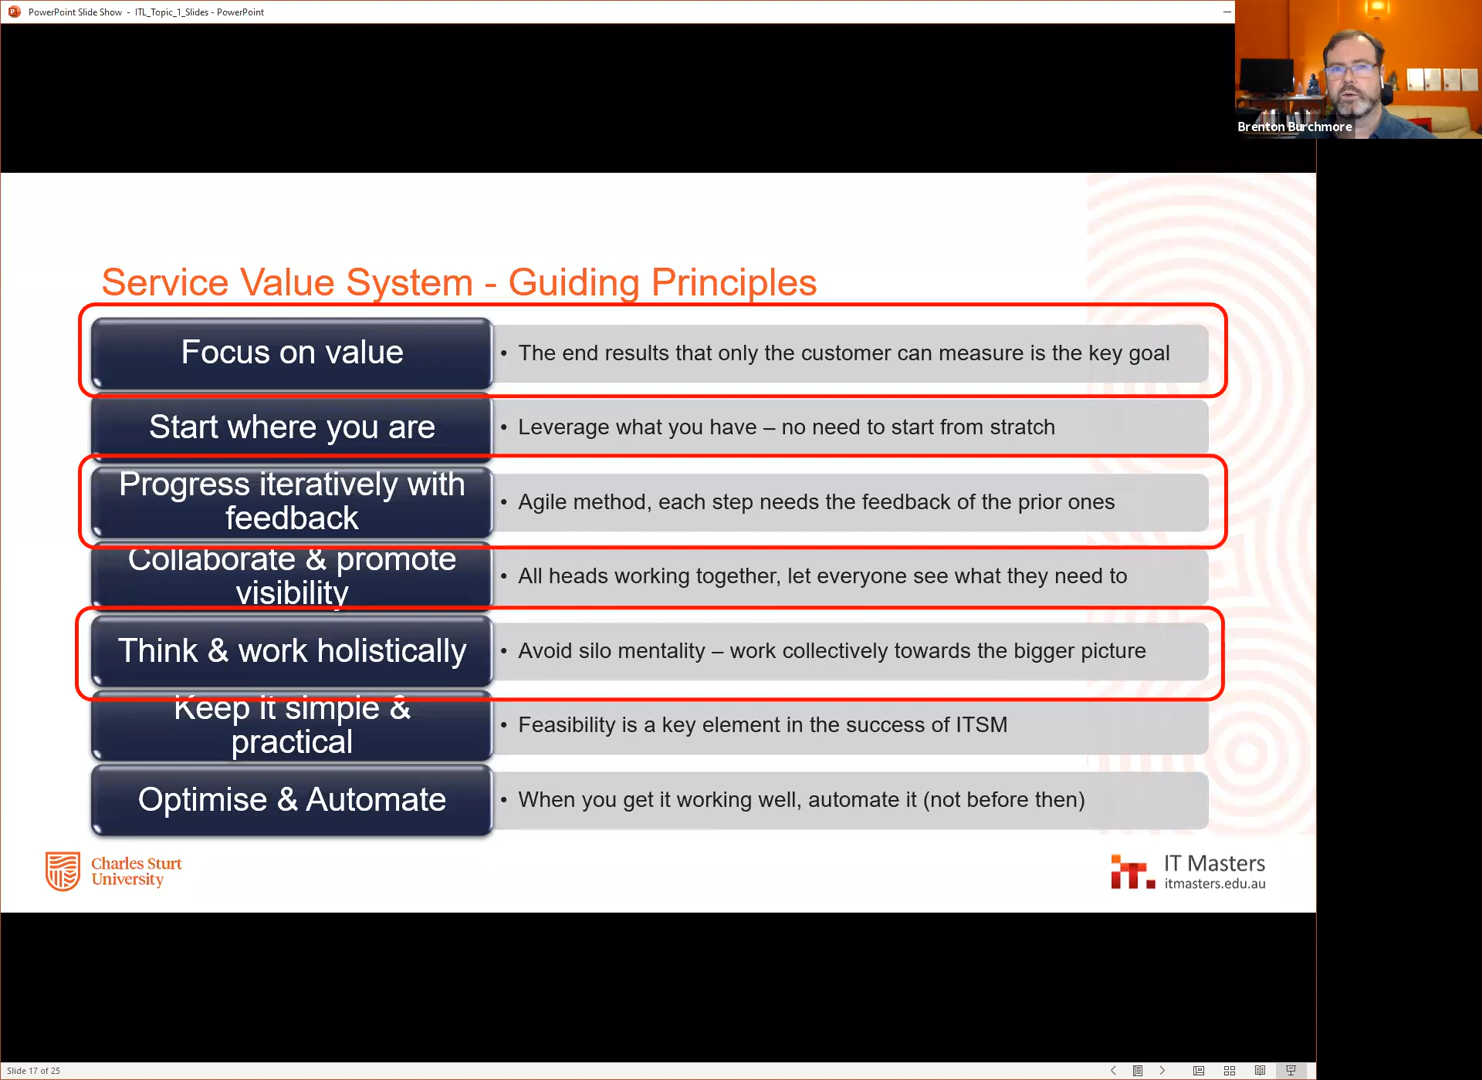 PowerPoint Slide Show - ITL_Topic_1_Slides - PowerPoint
Brenton Burchmore
Service Value System - Guiding Principles
Focus on value
• The end results that only the customer can measure is the key goal
Start where you are
• Leverage what you have – no need to start from stratch
Progress iteratively with
feedback
• Agile method, each step needs the feedback of the prior ones
Collaborate & promote
visibility
• All heads working together, let everyone see what they need to
Think & work holistically
• Avoid silo mentality – work collectively towards the bigger picture
Keep it simple &
practical
• Feasibility is a key element in the success of ITSM
Optimise & Automate
• When you get it working well, automate it (not before then)
Charles Sturt
University
it.
IT Masters
itmasters.edu.au
Slide 17 of 25